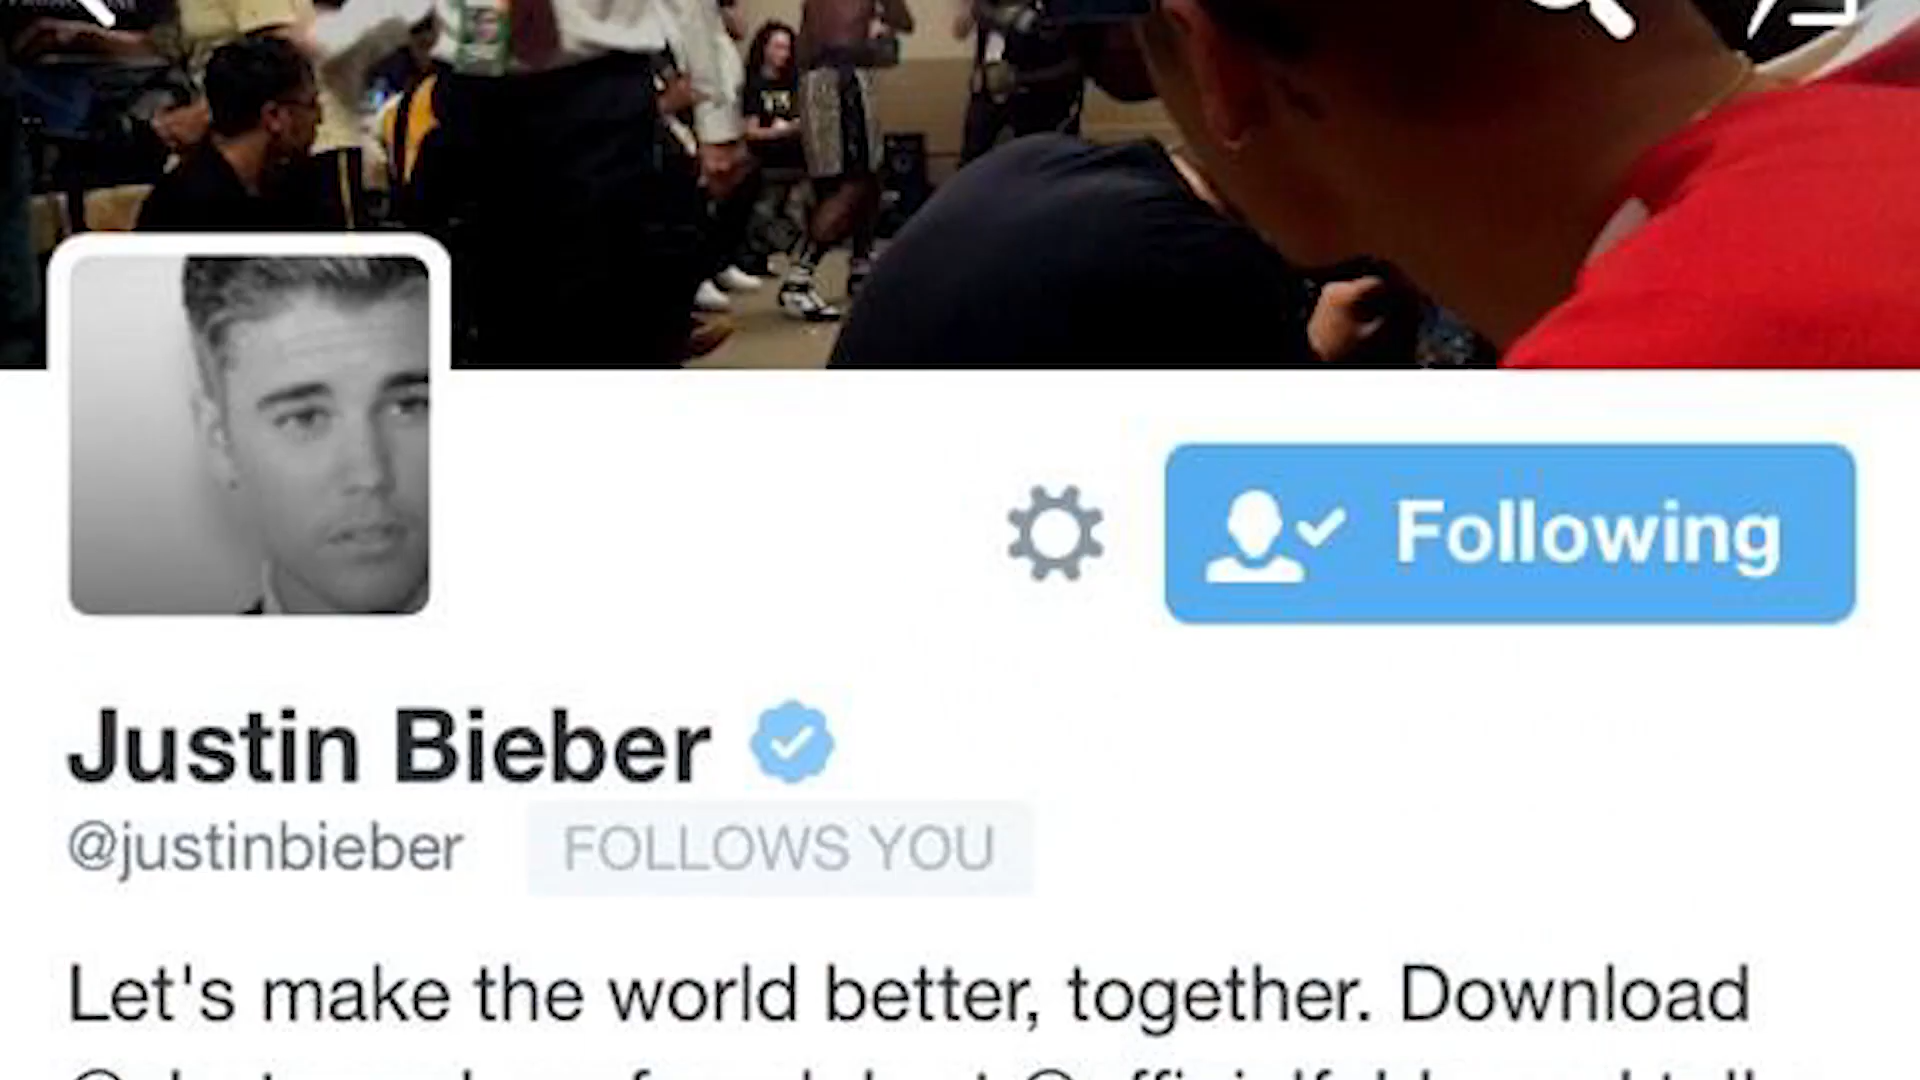 Following
Justin Bieber
@justinbieber FOLLOWS YOU
Let's make the world better, together. Download